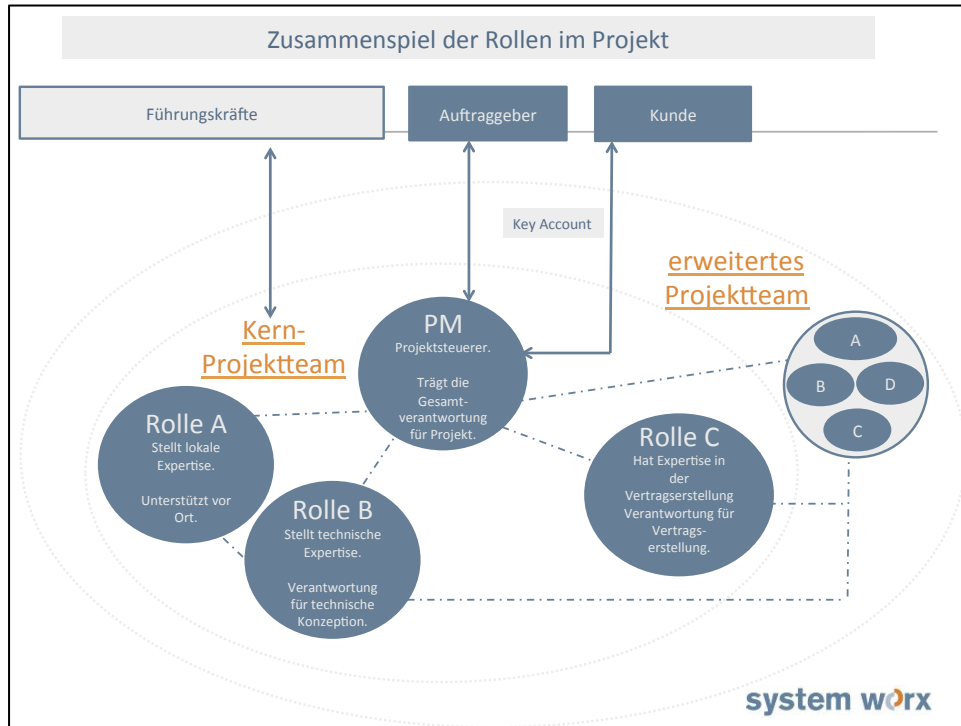 Zusammenspiel der Rollen im Projekt
Führungskräfte
Auftraggeber
Kunde
Key Account
erweitertes
Projektteam
Kern-
Projektteam
PM
Projektsteuerer.
Trägt die
Gesamt-
verantwortung
für Projekt.
A
B
D
C
Rolle A
Stellt lokale
Expertise.
Unterstützt vor
Ort.
Rolle B
Stellt technische
Expertise.
Verantwortung
für technische
Konzeption.
Rolle C
Hat Expertise in
der
Vertragserstellung
Verantwortung für
Vertrags-
erstellung.
system worx